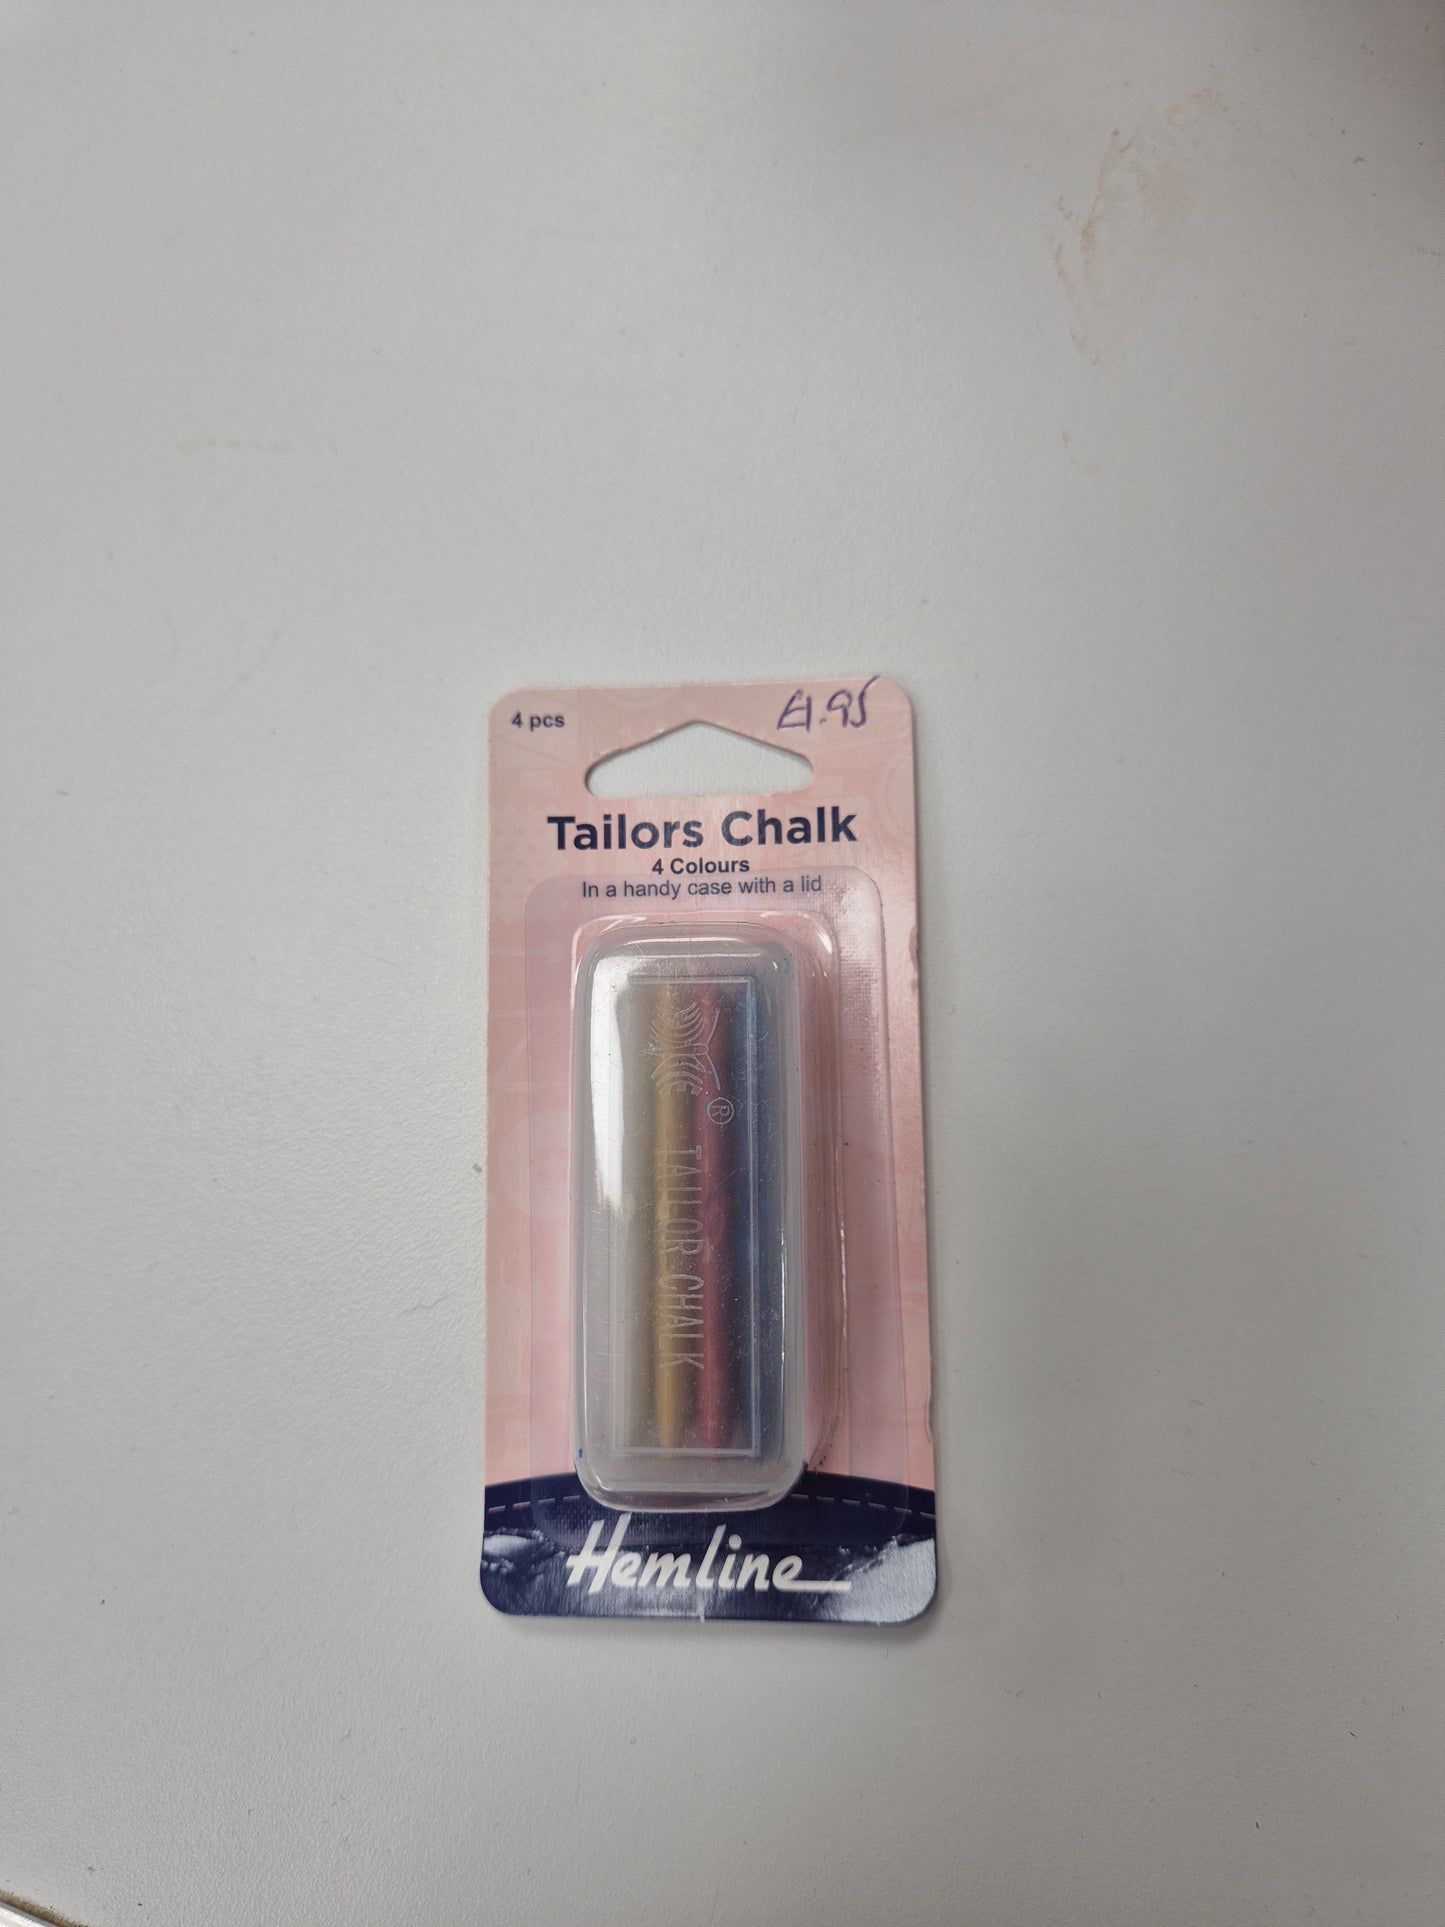 4 pcs
£1.95
Tailors Chalk
4 Colours
In a handy case with a lid
®
TAILOR CHALK
Hemline